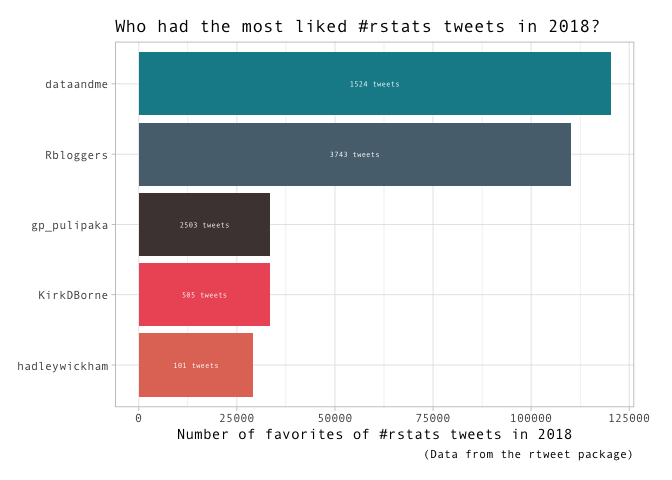 Who had the most liked #rstats tweets in 2018?
dataandme
1524 tweets
Rbloggers
3743 tweets
gp_pulipaka
2503 tweets
KirkDBorne
505 tweets
hadleywickham
101 tweets
0 25000 50000 75000 100000 125000
Number of favorites of #rstats tweets in 2018
(Data from the rtweet package)